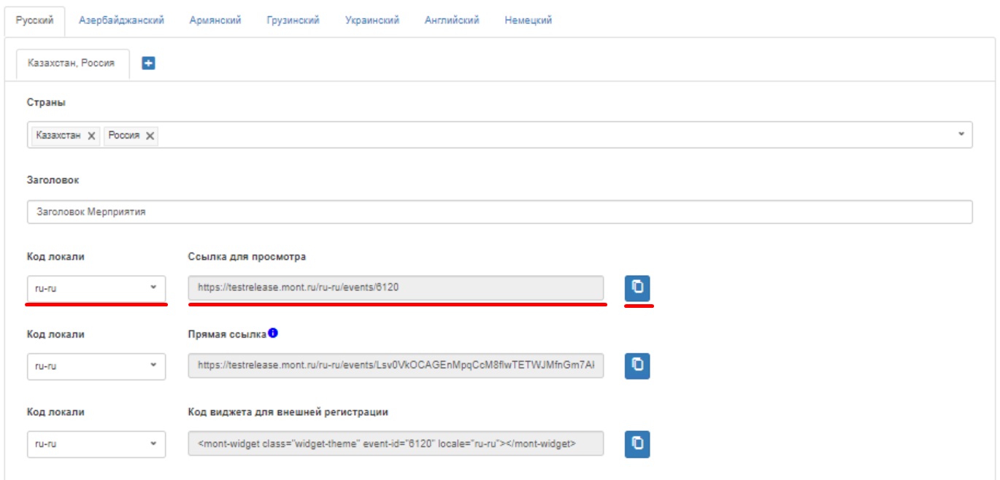 Русский Азербайджанский Армянский Грузинский Украинский Английский Немецкий
Казахстан, Россия
Страны
Казахстан Россия
Заголовок
Заголовок Мерприятия
Код локали Ссылка для просмотра
ru-ru https://testrelease.mont.ru/ru-ru/events/6120
Код локали Прямая ссылка
ru-ru https://testrelease.mont.ru/ru-ru/events/Lsv0VkOCAGEnMpqCcM8flwTETWJMfnGm7Al
Код локали Код виджета для внешней регистрации
ru-ru <mont-widget class="widget-theme" event-id="6120" locale="ru-ru"></mont-widget>